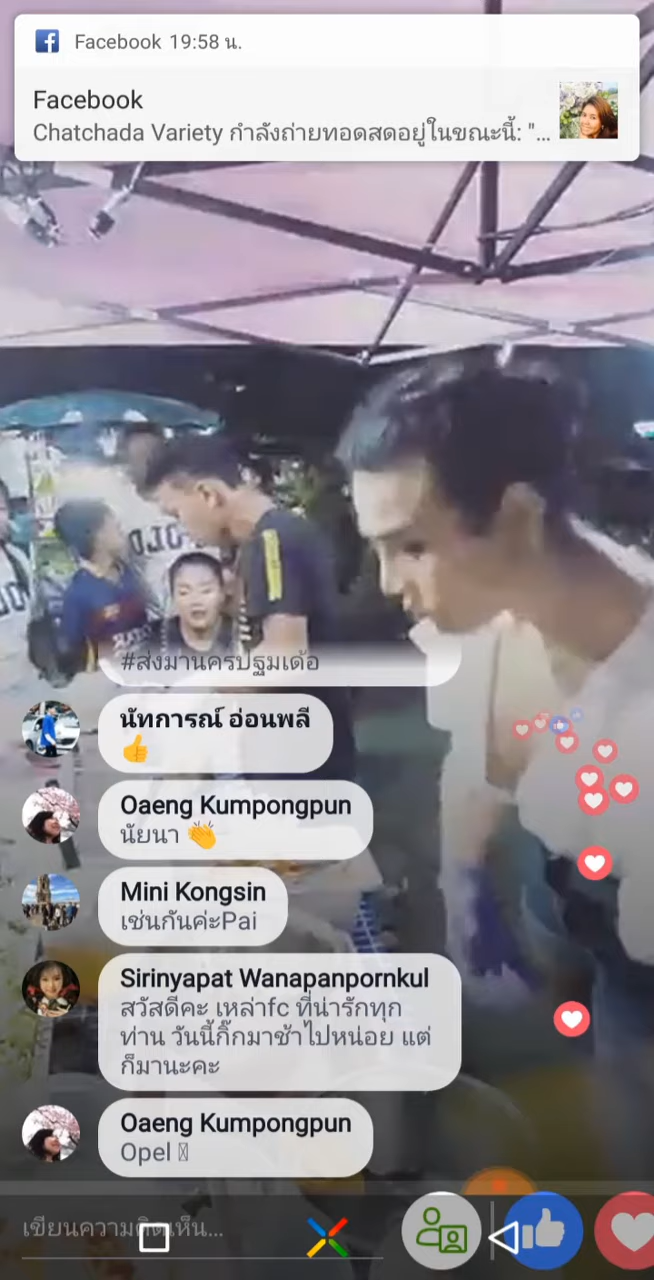 Facebook 19:58 น.
Facebook
Chatchada Variety กำลังถ่ายทอดสดอยู่ในขณะนี้: "...
#ส่งมานครปฐมเด้อ
นัทการณ์ อ่อนพลี
👍
Oaeng Kumpongpun
นัยนา 👏
Mini Kongsin
เช่นกันค่ะPai
Sirinyapat Wanapanpornkul
สวัสดีคะ เหล่าfc ที่น่ารักทุก
ท่าน วันนี้กิ๊กมาช้าไปหน่อย แต่
ก็มานะคะ
Oaeng Kumpongpun
Opel
เขียนความคิดเห็น...